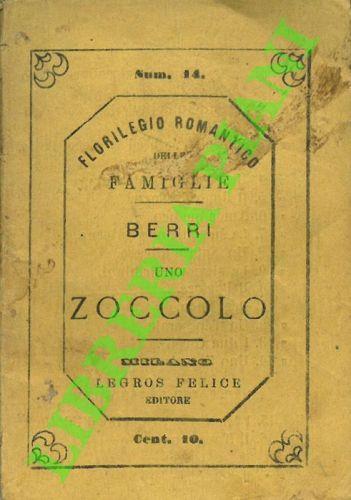 Num. 14.
FLORILEGIO ROMANTICO
DELLE
FAMIGLIE
BERRI
UNO
ZOCCOLO
MILANO
LEGROS FELICE
EDITORE
Cent. 10.
LIBRERIA PIANI